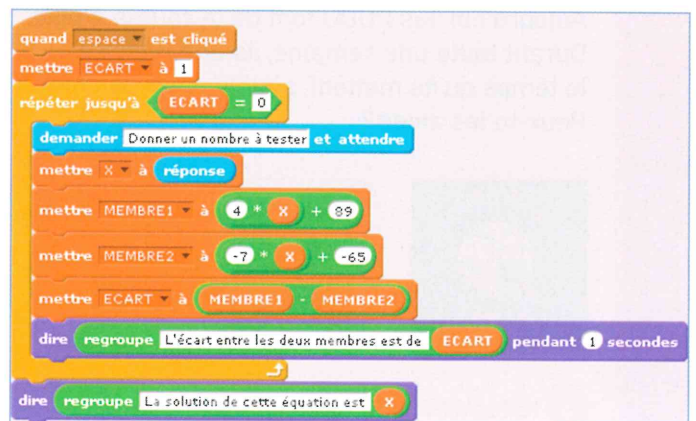 quand espace est cliqué
mettre ECART à 1
répéter jusqu'à ECART = 0
demander Donner un nombre à tester et attendre
mettre X à réponse
mettre MEMBRE1 à 4 * X + 89
mettre MEMBRE2 à -7 * X + -65
mettre ECART à MEMBRE1 - MEMBRE2
dire regroupe L'écart entre les deux membres est de ECART pendant 1 secondes
dire regroupe La solution de cette équation est X